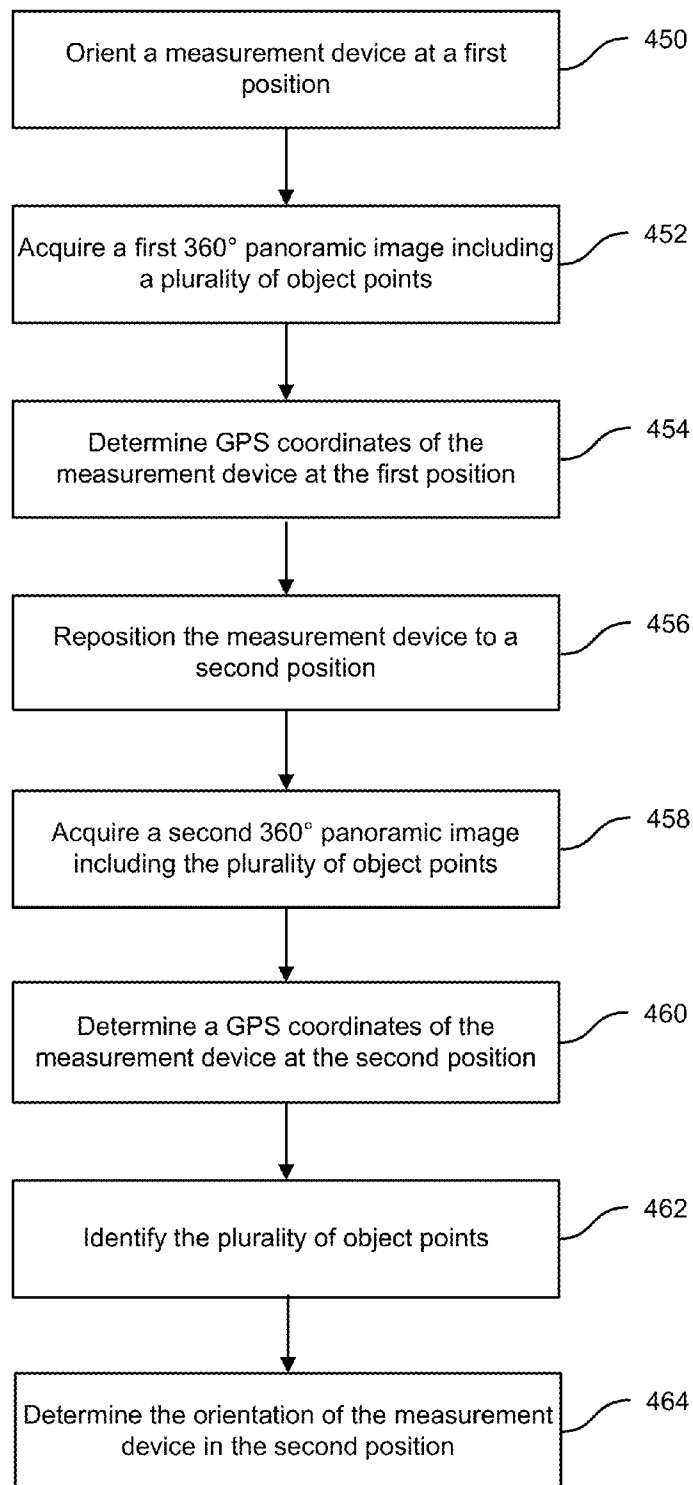 Orient a measurement device at a first
position
450
Acquire a first 360° panoramic image including
a plurality of object points
452
Determine GPS coordinates of the
measurement device at the first position
454
Reposition the measurement device to a
second position
456
Acquire a second 360° panoramic image
including the plurality of object points
458
Determine a GPS coordinates of the
measurement device at the second position
460
Identify the plurality of object points
462
Determine the orientation of the measurement
device in the second position
464